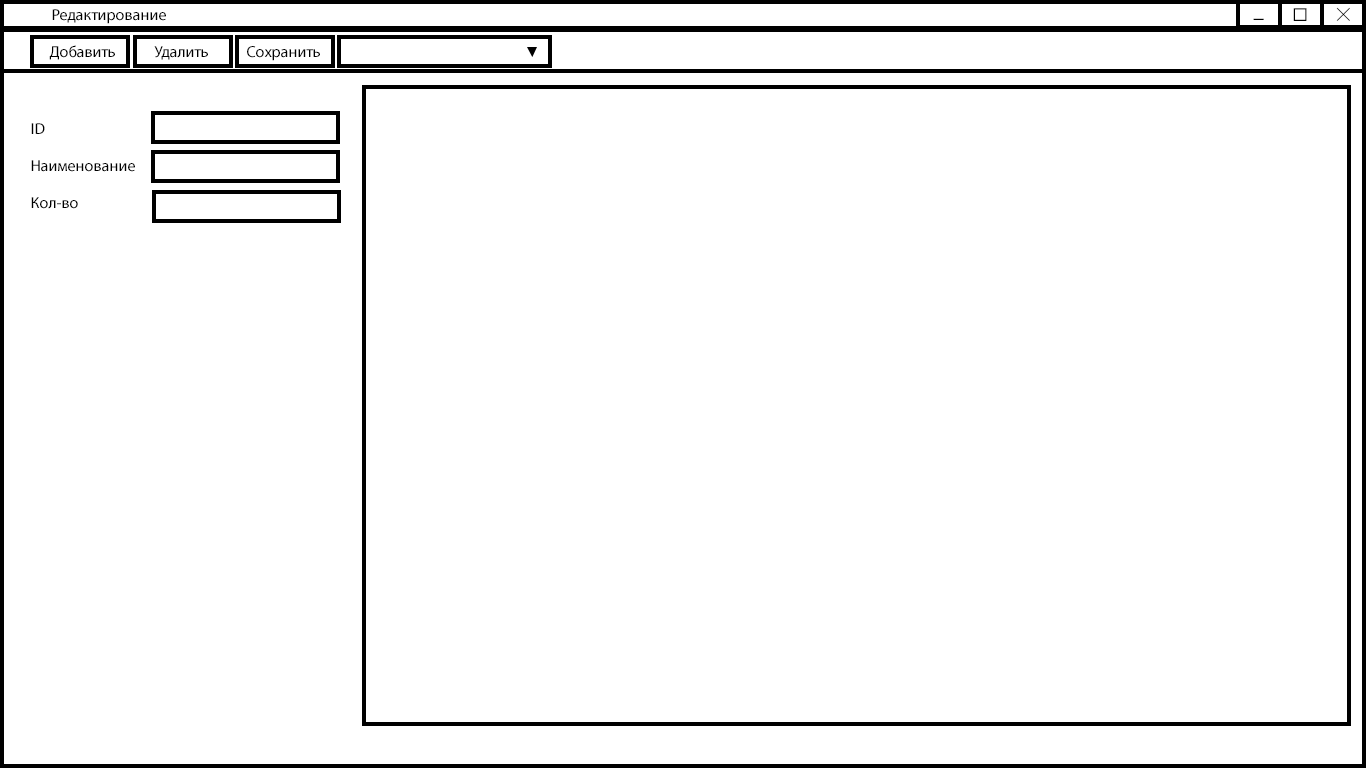 Редактирование
Добавить Удалить Сохранить
ID
Наименование
Кол-во